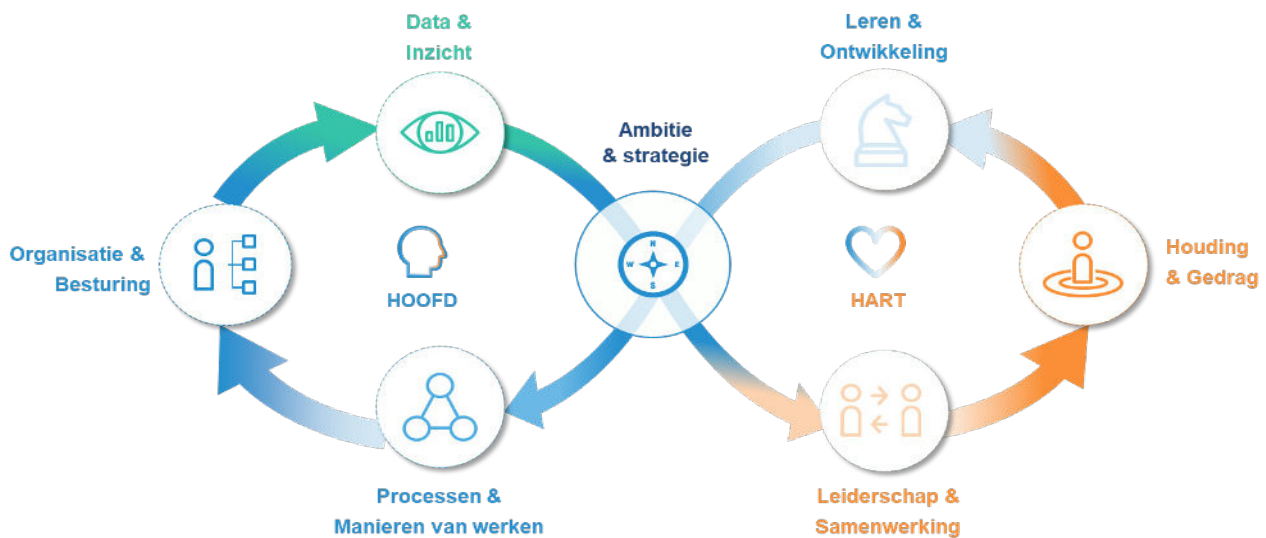 Data &
Inzicht
Leren &
Ontwikkeling
Ambitie
& strategie
Organisatie &
Besturing
HOOFD
N
W E
S
HART
Houding
& Gedrag
Processen &
Manieren van werken
Leiderschap &
Samenwerking